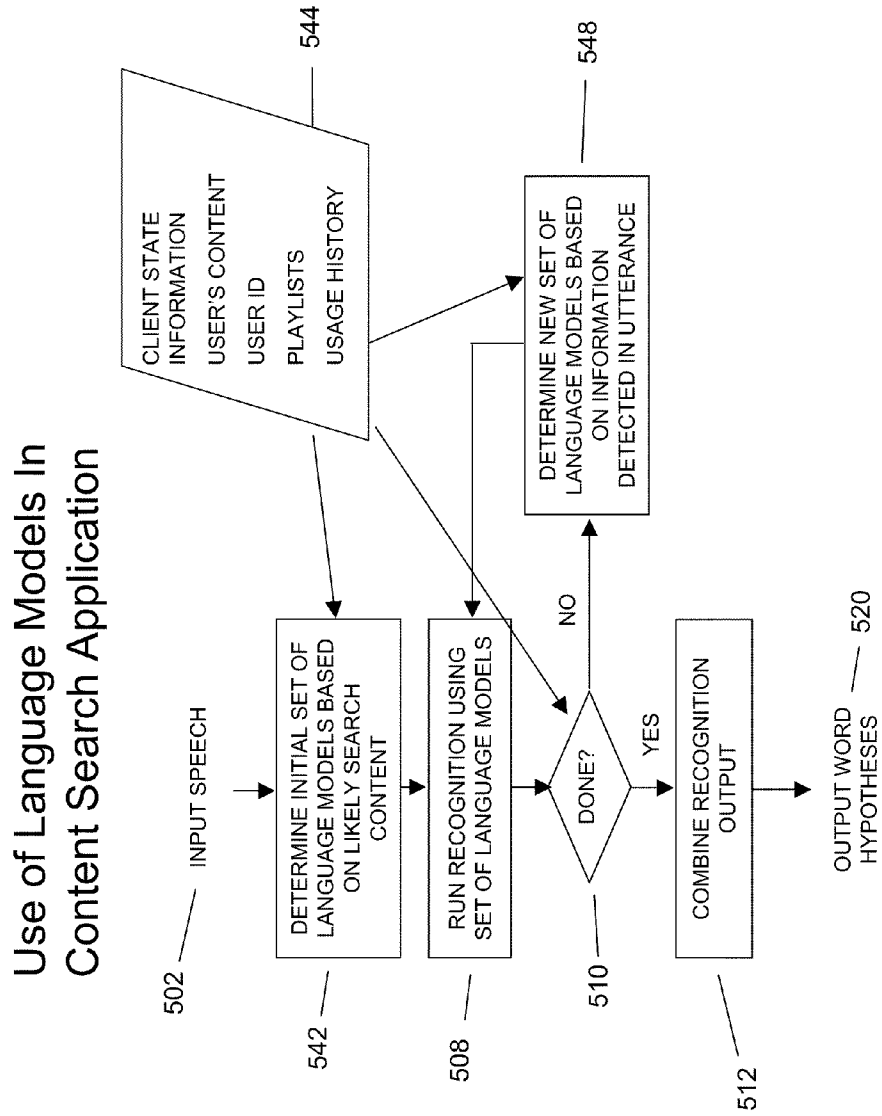 Use of Language Models In
Content Search Application
502
INPUT SPEECH
544
CLIENT STATE
INFORMATION
USER'S CONTENT
USER ID
PLAYLISTS
USAGE HISTORY
542
DETERMINE INITIAL SET OF
LANGUAGE MODELS BASED
ON LIKELY SEARCH
CONTENT
508
RUN RECOGNITION USING
SET OF LANGUAGE MODELS
548
DETERMINE NEW SET OF
LANGUAGE MODELS BASED
ON INFORMATION
DETECTED IN UTTERANCE
510
DONE?
NO
YES
512
COMBINE RECOGNITION
OUTPUT
OUTPUT WORD
HYPOTHESES
520